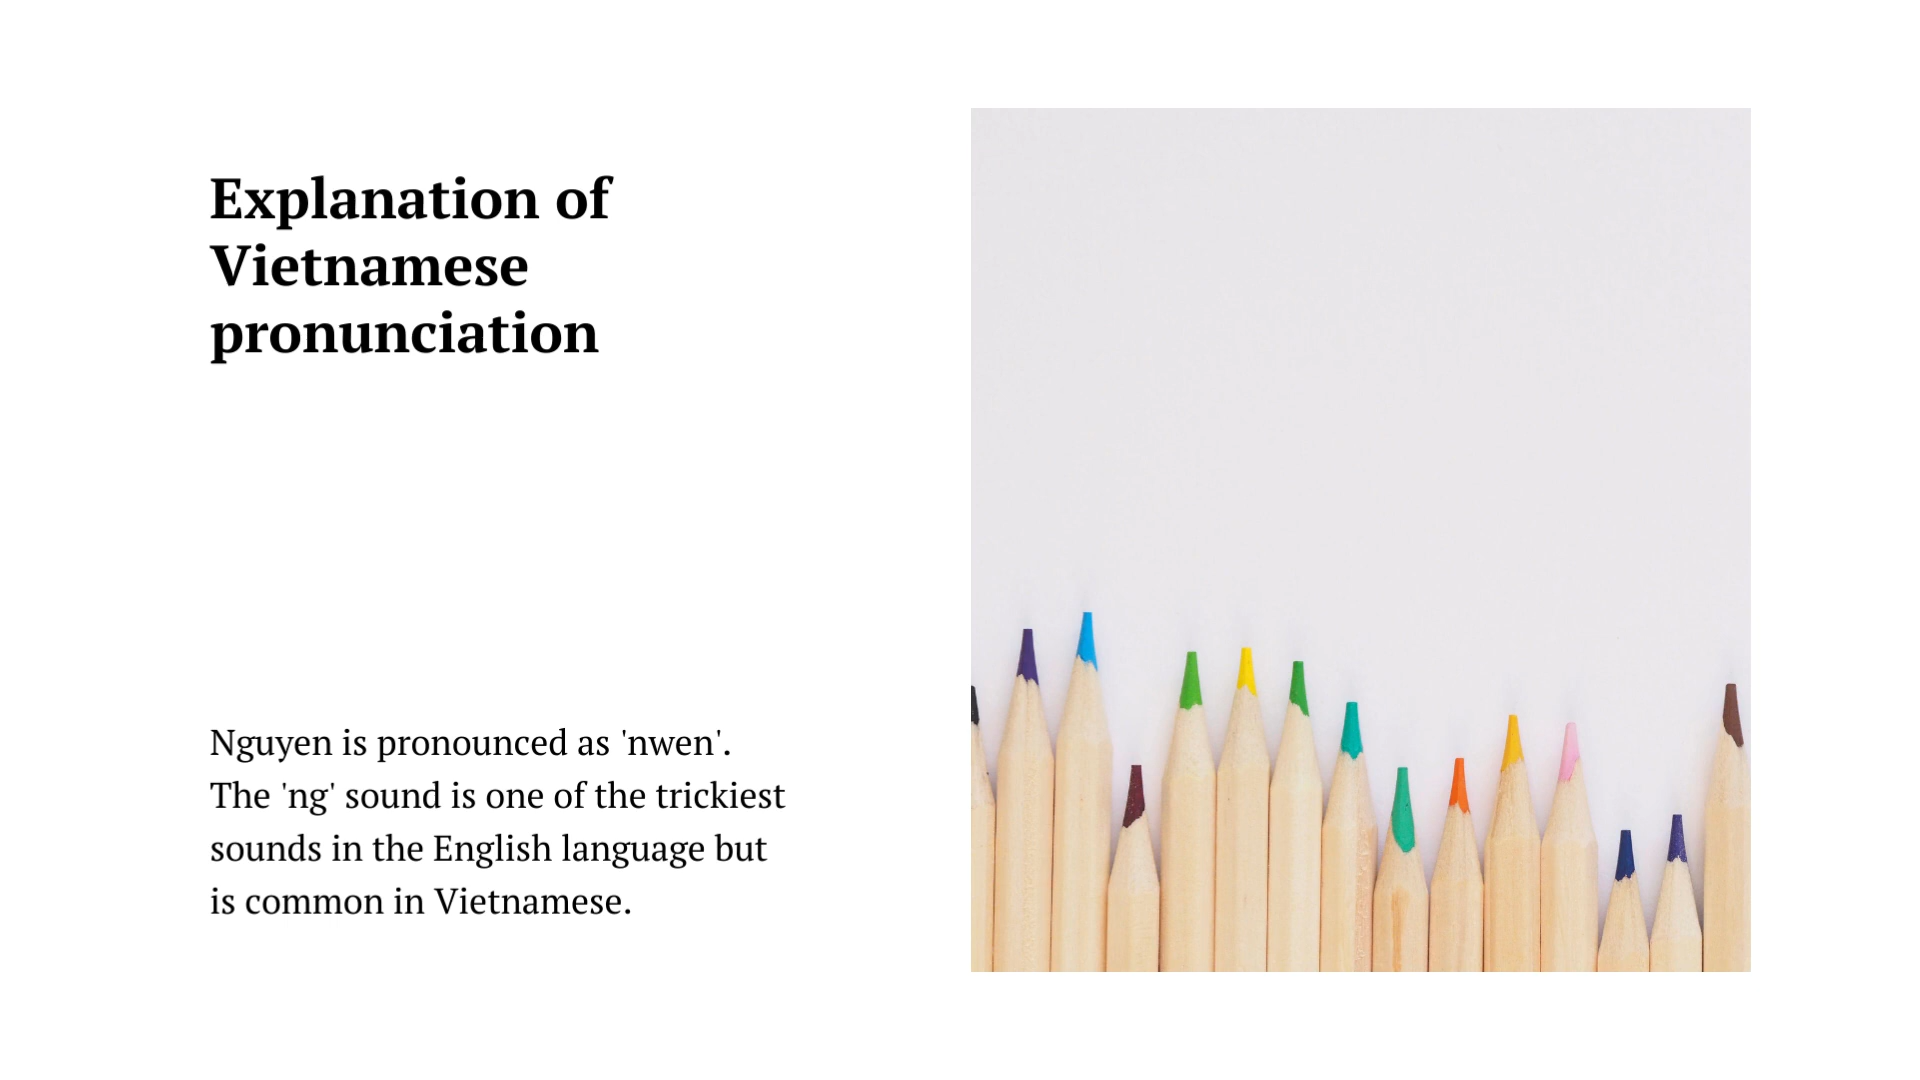 Explanation of
Vietnamese
pronunciation
Nguyen is pronounced as 'nwen'.
The 'ng' sound is one of the trickiest
sounds in the English language but
is common in Vietnamese.